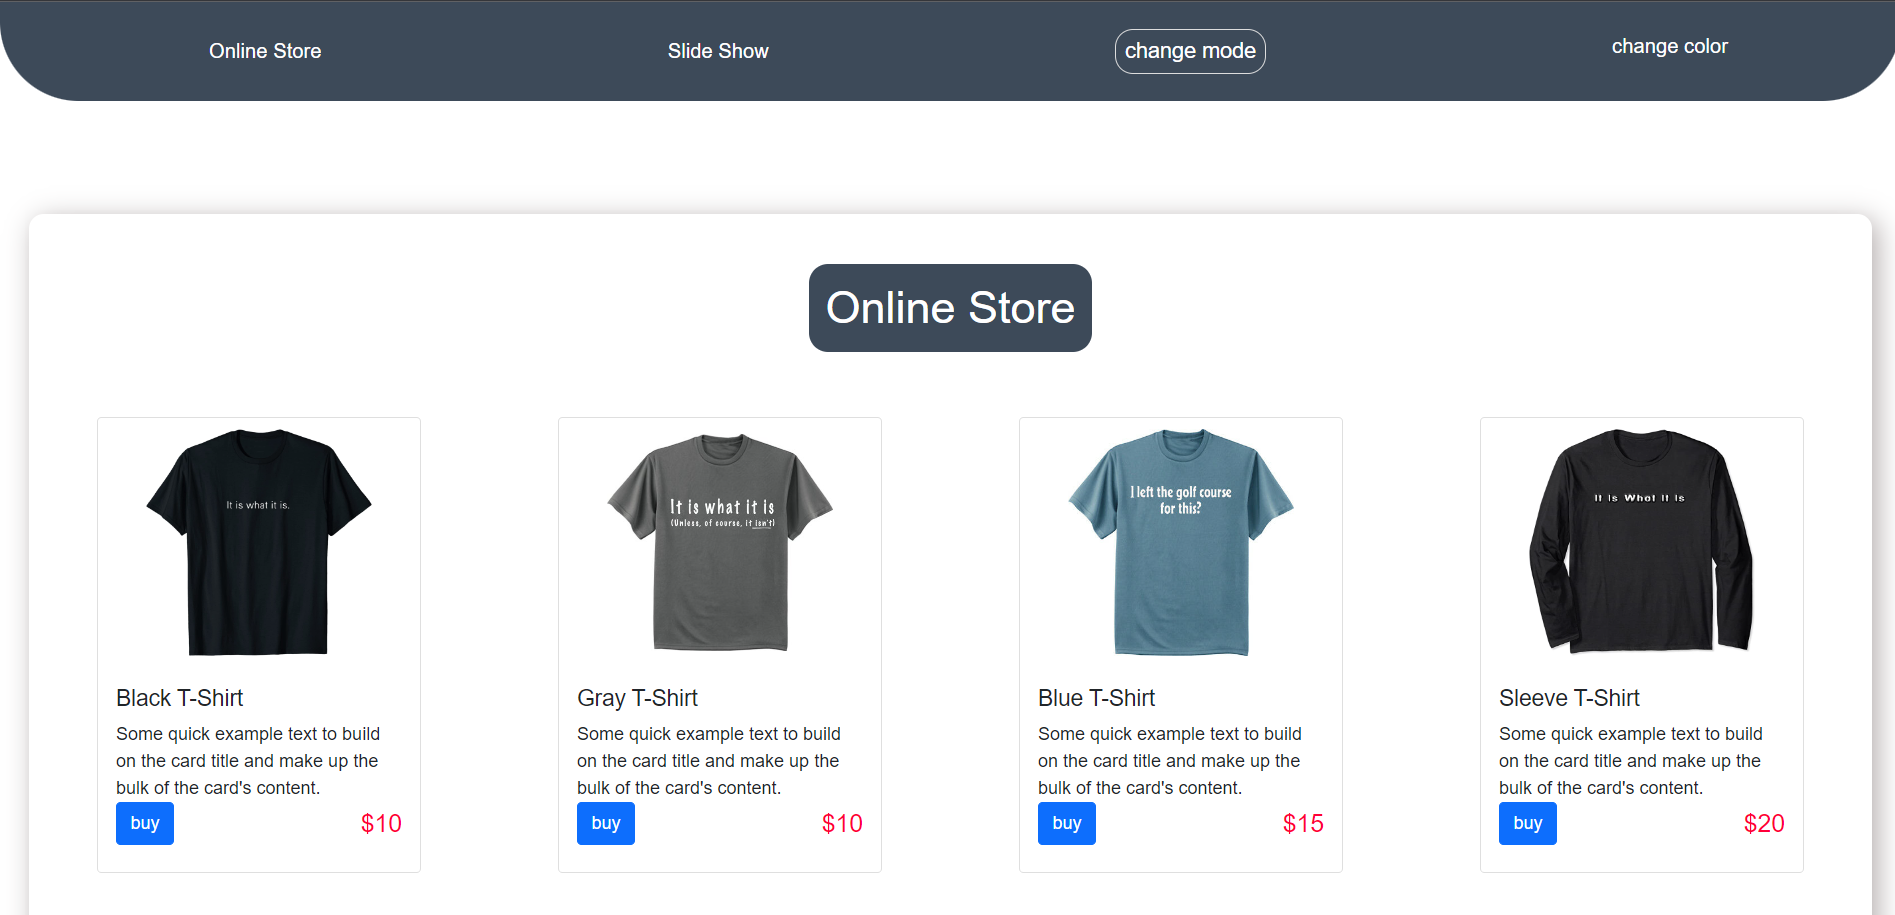 Online Store
Slide Show
change mode
change color
Online Store
It is what it is.
Black T-Shirt
Some quick example text to build
on the card title and make up the
bulk of the card's content.
buy
$10
It is what it is
(Unless, of course, it isn't)
Gray T-Shirt
Some quick example text to build
on the card title and make up the
bulk of the card's content.
buy
$10
I left the golf course
for this?
Blue T-Shirt
Some quick example text to build
on the card title and make up the
bulk of the card's content.
buy
$15
It Is What It Is
Sleeve T-Shirt
Some quick example text to build
on the card title and make up the
bulk of the card's content.
buy
$20